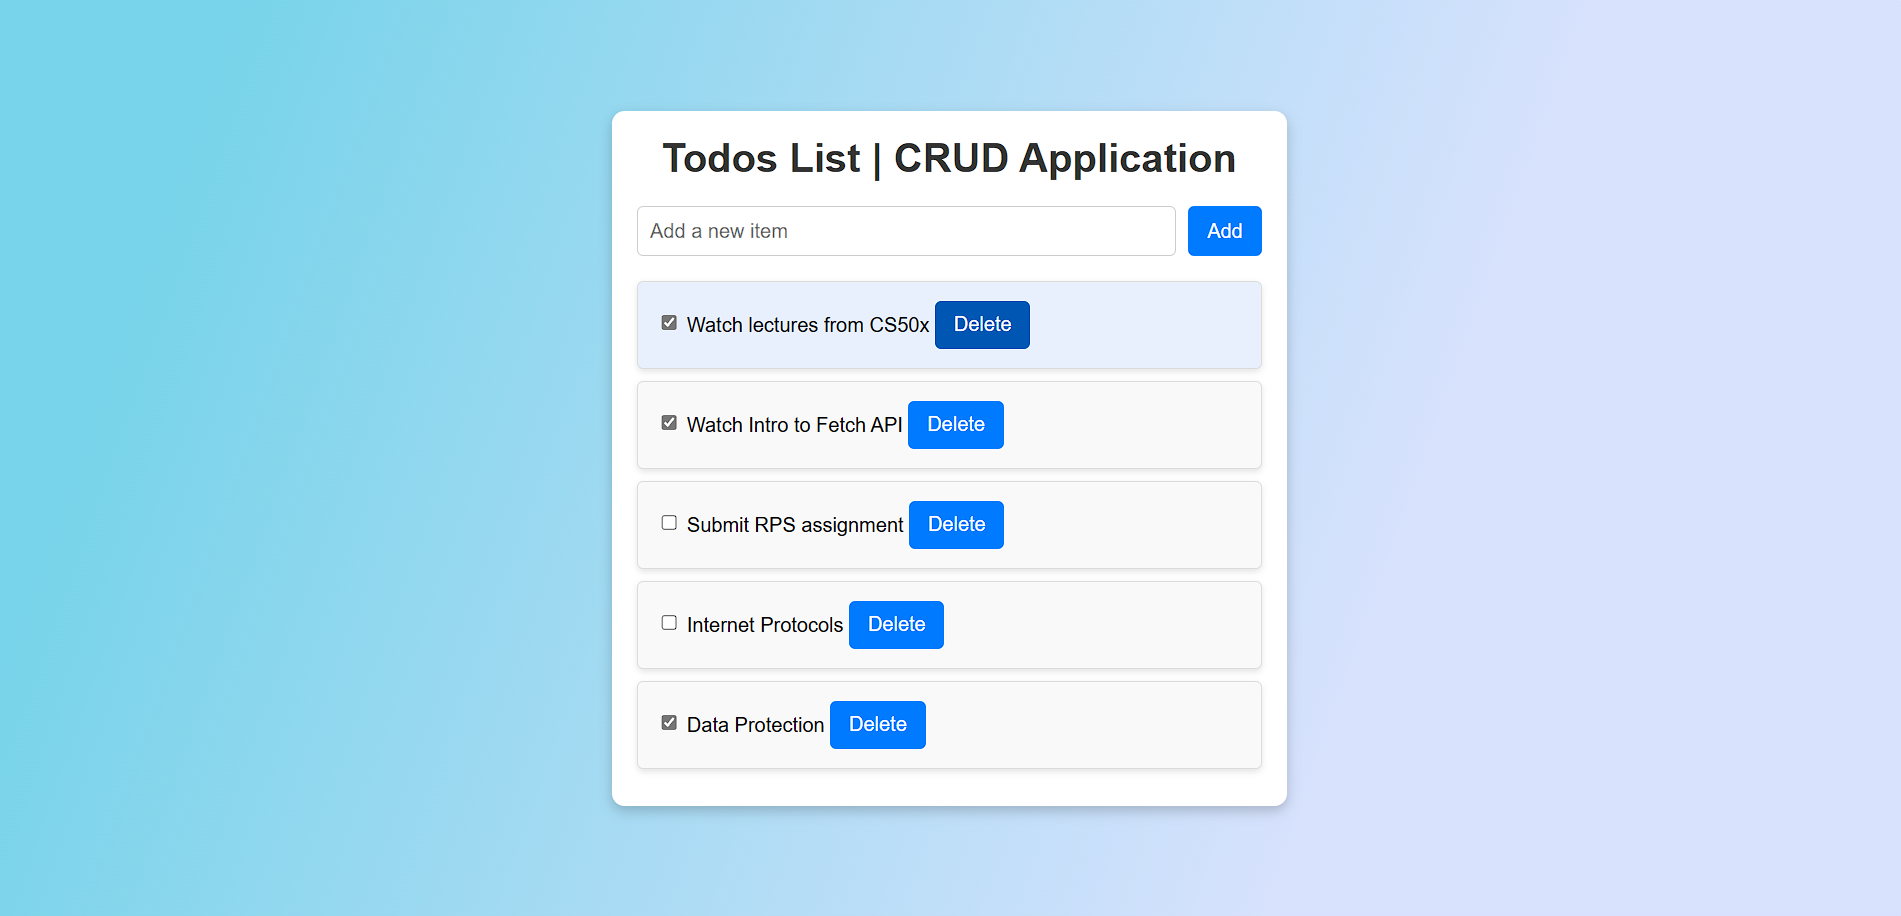 Todos List | CRUD Application
Add a new item
Add
Watch lectures from CS50x Delete
Watch Intro to Fetch API Delete
Submit RPS assignment Delete
Internet Protocols Delete
Data Protection Delete